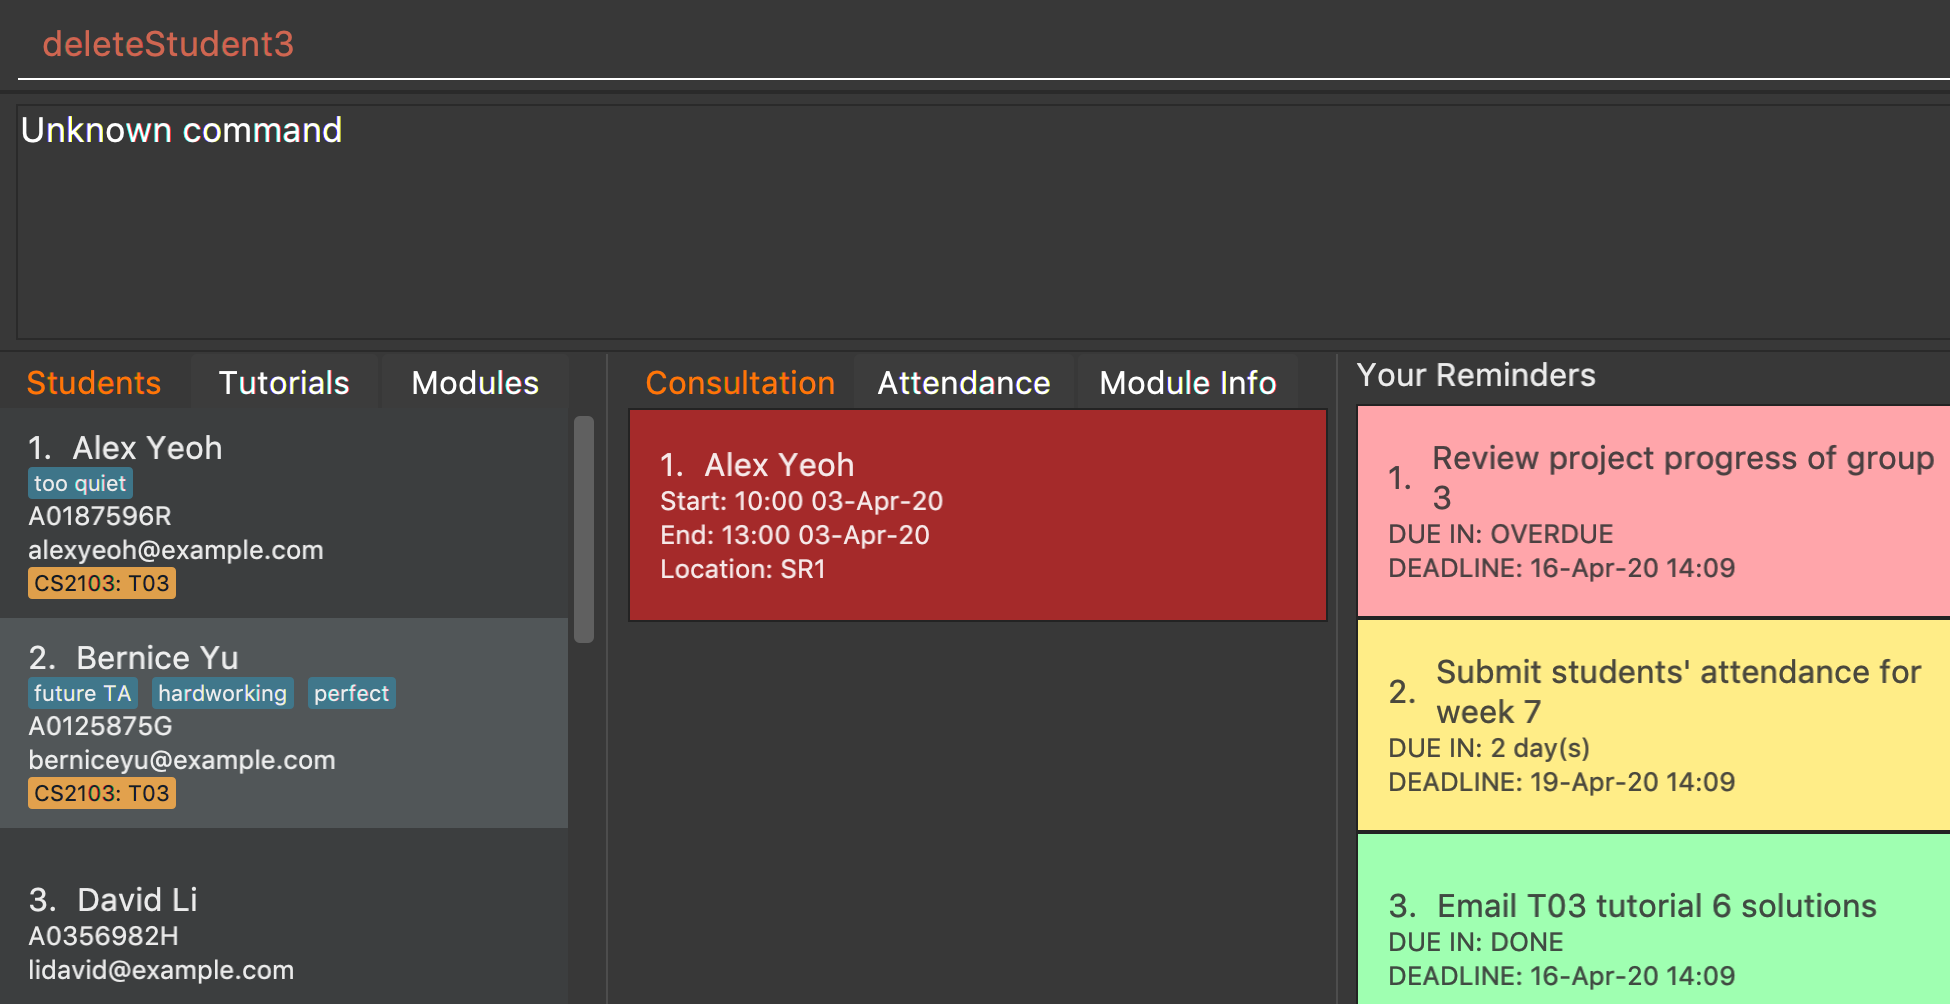 deleteStudent3
Unknown command
Students Tutorials Modules
1. Alex Yeoh
too quiet
A0187596R
alexyeoh@example.com
CS2103: T03
2. Bernice Yu
future TA hardworking perfect
A0125875G
berniceyu@example.com
CS2103: T03
3. David Li
A0356982H
lidavid@example.com
Consultation Attendance Module Info
1. Alex Yeoh
Start: 10:00 03-Apr-20
End: 13:00 03-Apr-20
Location: SR1
Your Reminders
1. Review project progress of group
3
DUE IN: OVERDUE
DEADLINE: 16-Apr-20 14:09
2. Submit students' attendance for
week 7
DUE IN: 2 day(s)
DEADLINE: 19-Apr-20 14:09
3. Email T03 tutorial 6 solutions
DUE IN: DONE
DEADLINE: 16-Apr-20 14:09